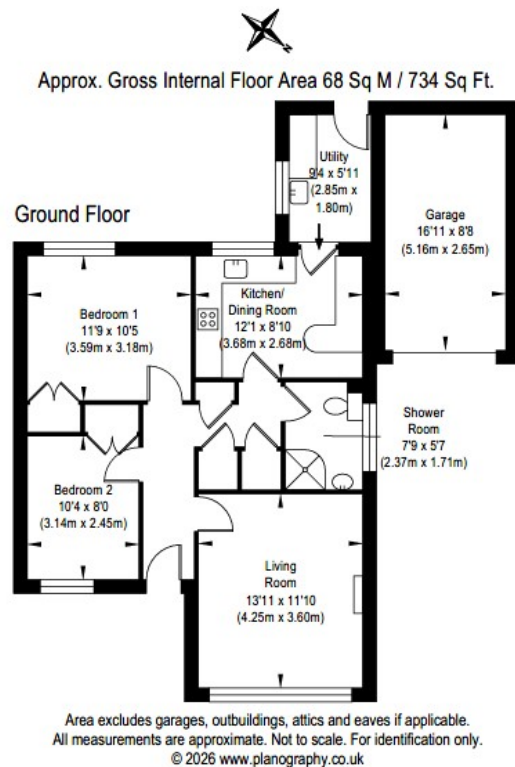 N
Approx. Gross Internal Floor Area 68 Sq M / 734 Sq Ft.
Ground Floor
Utility
9'4 x 5'11
(2.85m x
1.80m)
Garage
16'11 x 8'8
(5.16m x 2.65m)
Bedroom 1
11'9 x 10'5
(3.59m x 3.18m)
Kitchen/
Dining Room
12'1 x 8'10
(3.68m x 2.68m)
Shower
Room
7'9 x 5'7
(2.37m x 1.71m)
Bedroom 2
10'4 x 8'0
(3.14m x 2.45m)
Living
Room
13'11 x 11'10
(4.25m x 3.60m)
Area excludes garages, outbuildings, attics and eaves if applicable.
All measurements are approximate. Not to scale. For identification only.
© 2026 www.planography.co.uk